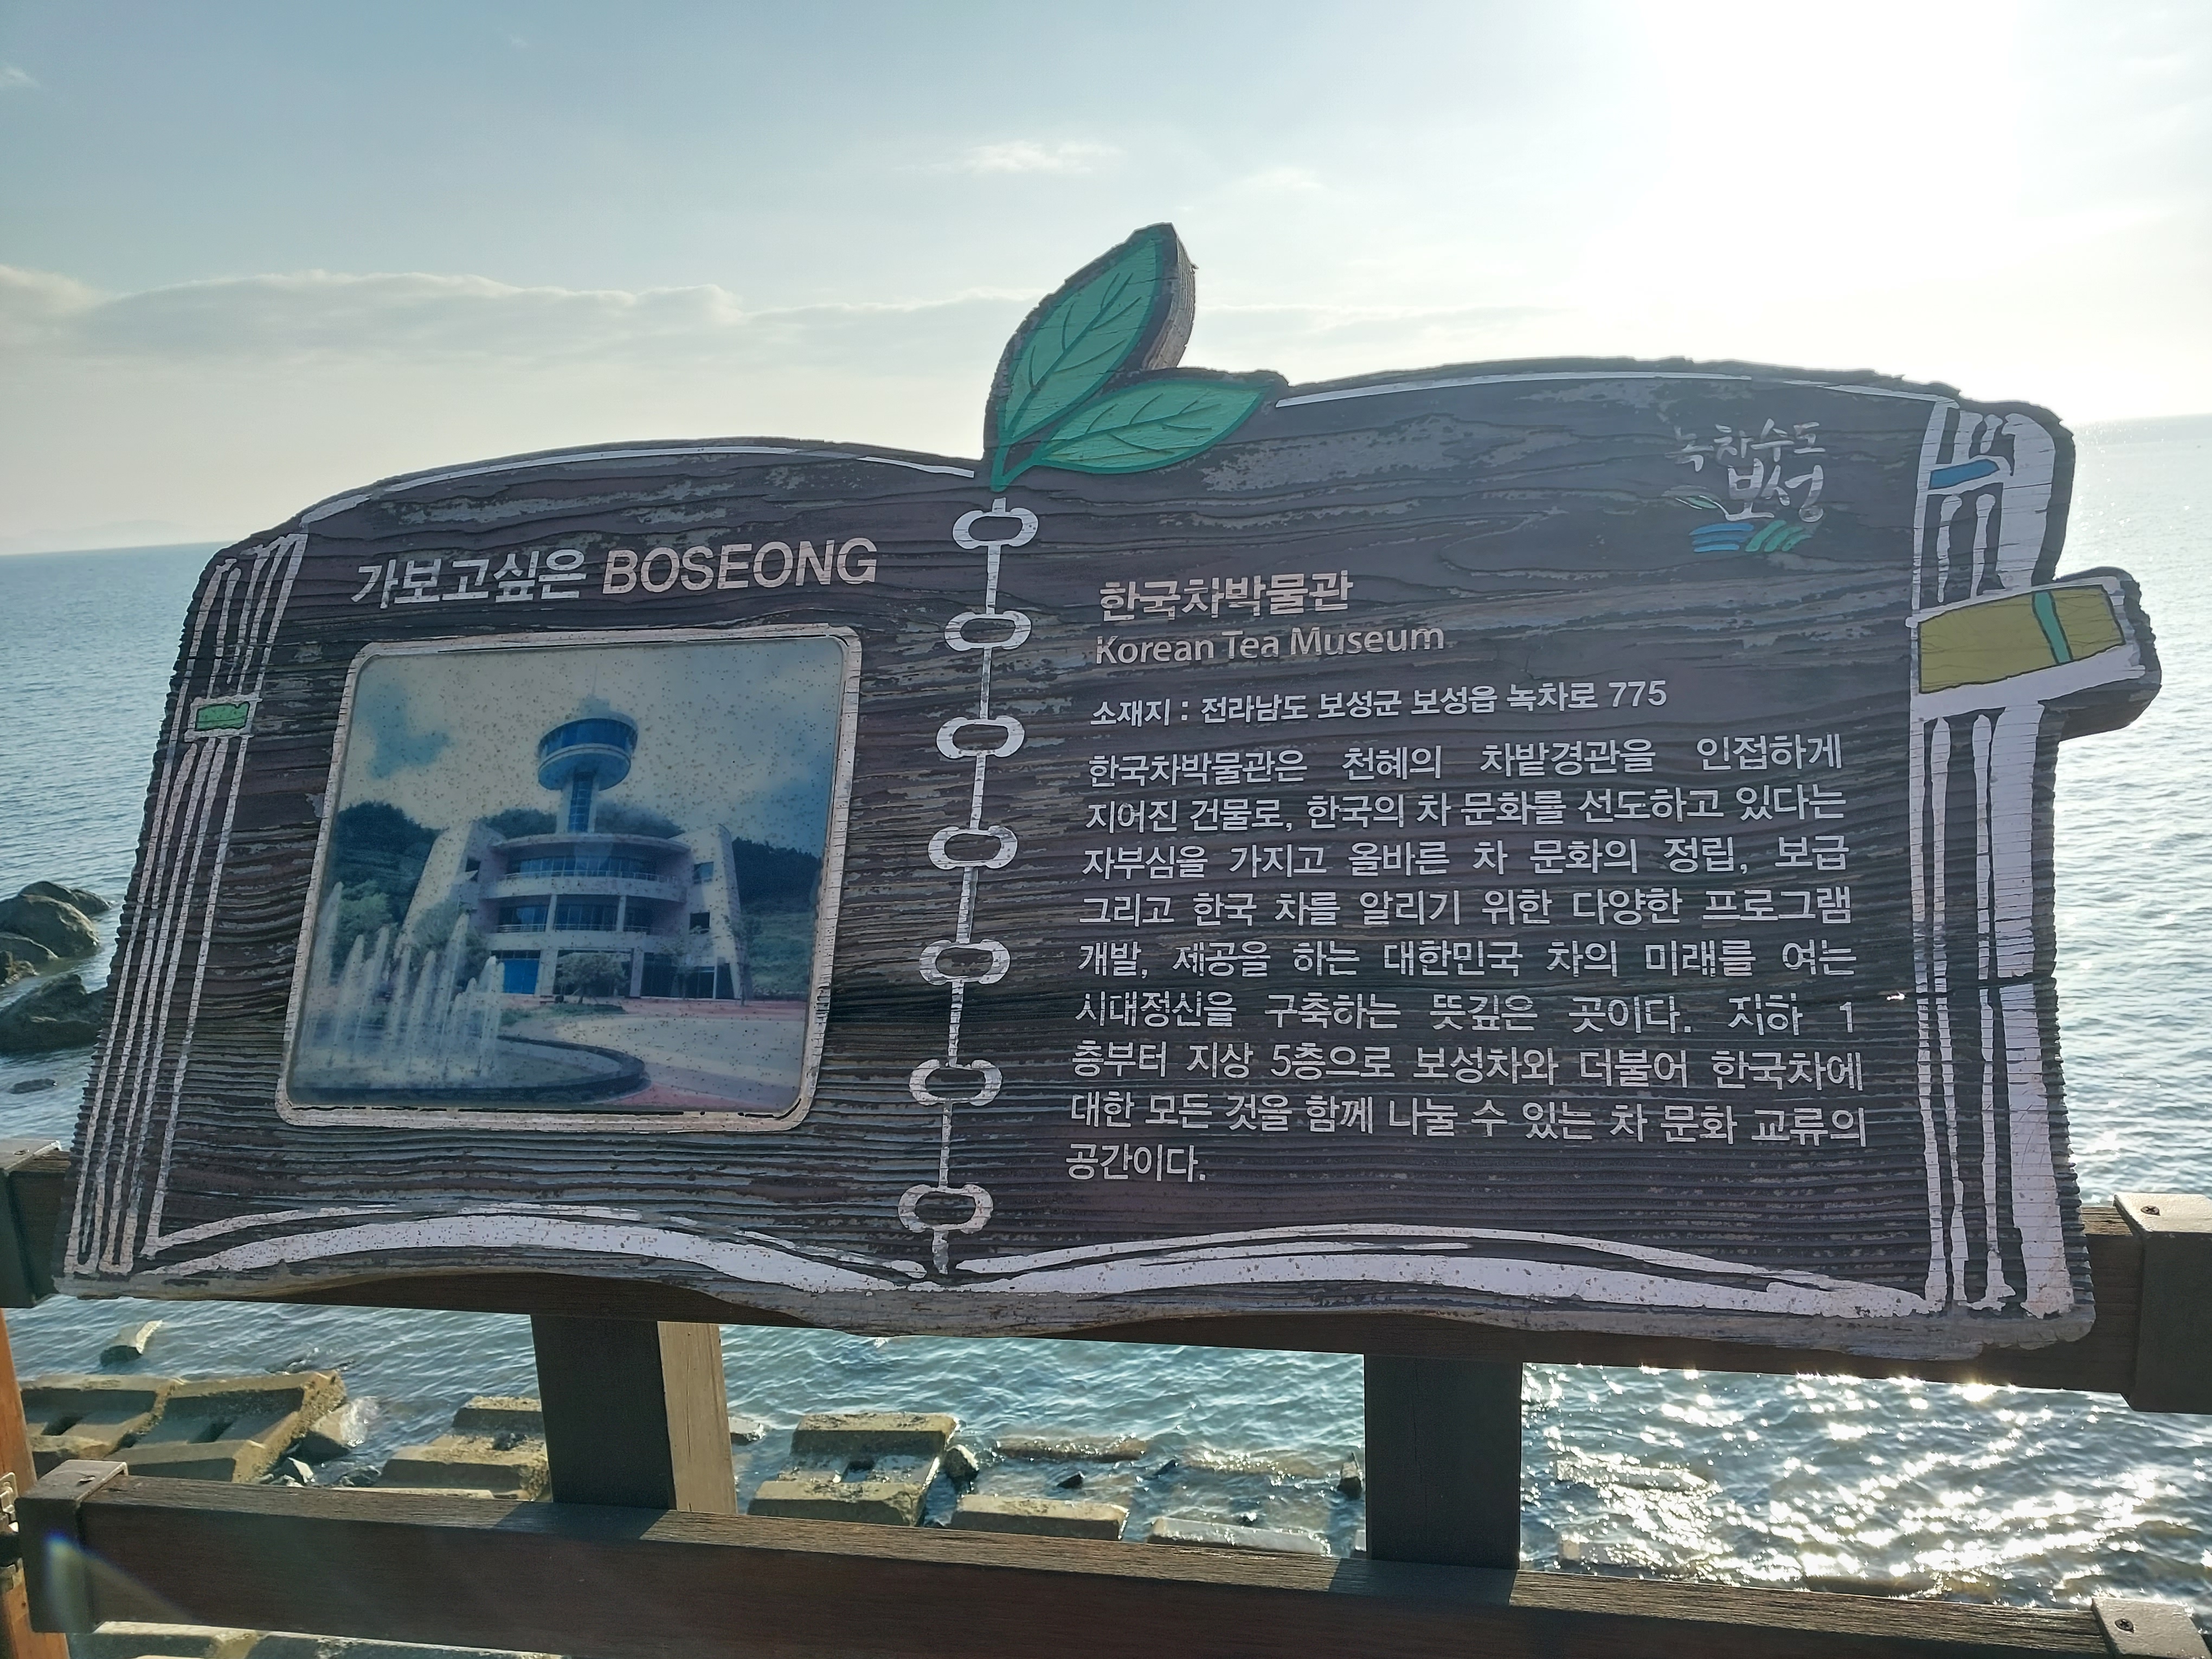 가보고싶은 BOSEONG
녹차수도
보성
한국차박물관
Korean Tea Museum
소재지 : 전라남도 보성군 보성읍 녹차로 775
한국차박물관은 천혜의 차밭경관을 인접하게
지어진 건물로, 한국의 차 문화를 선도하고 있다는
자부심을 가지고 올바른 차 문화의 정립, 보급
그리고 한국 차를 알리기 위한 다양한 프로그램
개발, 제공을 하는 대한민국 차의 미래를 여는
시대정신을 구축하는 뜻깊은 곳이다. 지하 1
층부터 지상 5층으로 보성차와 더불어 한국차에
대한 모든 것을 함께 나눌 수 있는 차 문화 교류의
공간이다.